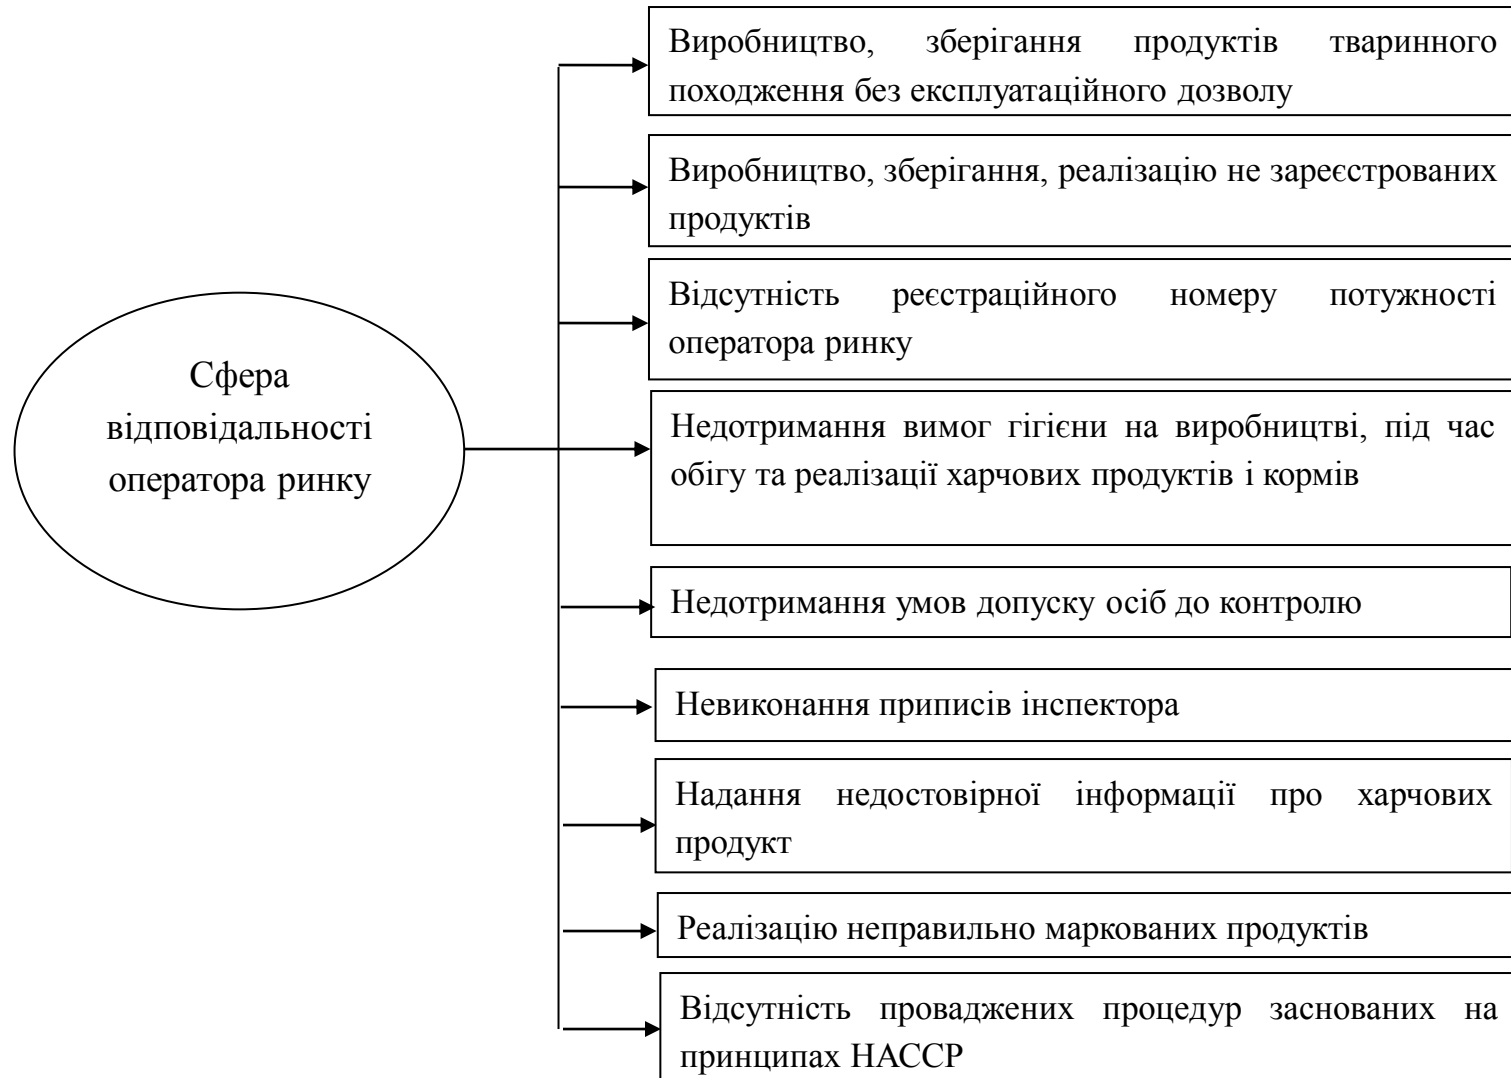 Виробництво, зберігання продуктів тваринного
походження без експлуатаційного дозволу
Виробництво, зберігання, реалізацію не зареєстрованих
продуктів
Відсутність реєстраційного номеру потужності
оператора ринку
Сфера
відповідальності
оператора ринку
Недотримання вимог гігієни на виробництві, під час
обігу та реалізації харчових продуктів і кормів
Недотримання умов допуску осіб до контролю
Невиконання приписів інспектора
Надання недостовірної інформації про харчових
продукт
Реалізацію неправильно маркованих продуктів
Відсутність проваджених процедур заснованих на
принципах НАССР